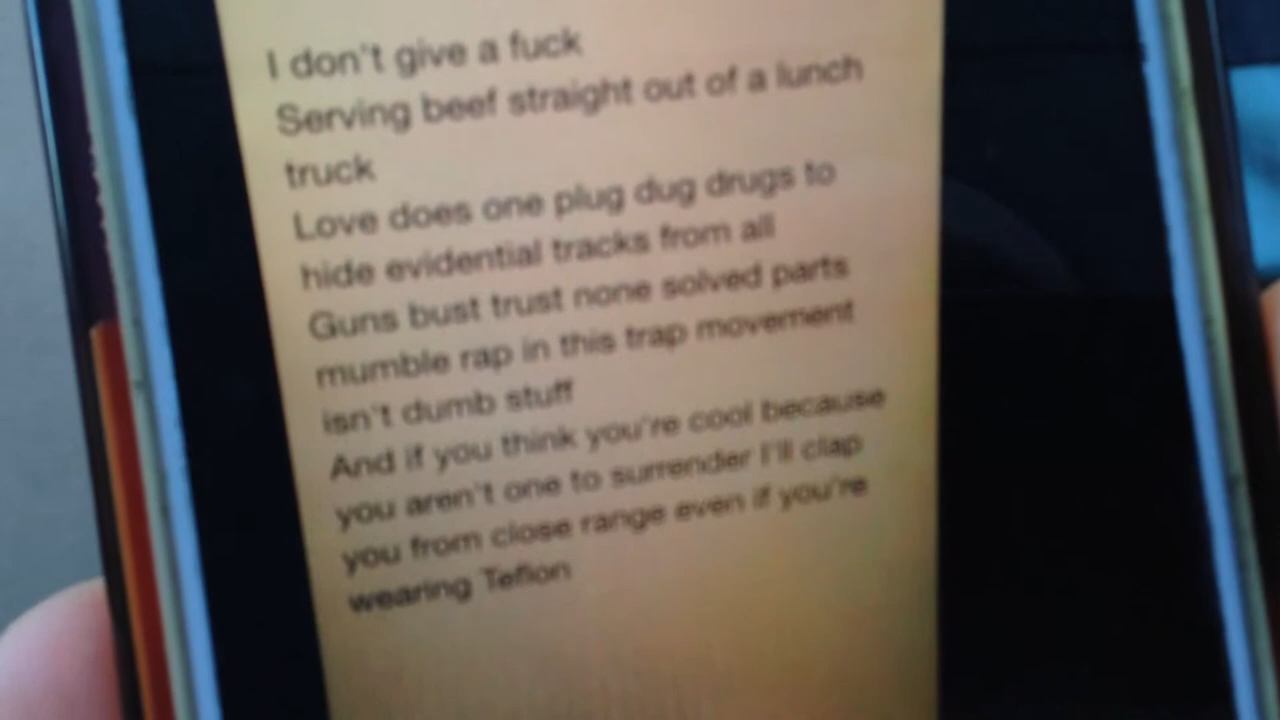 I don't give a fuck
Serving beef straight out of a lunch
truck
Love does one plug dug drugs to
hide evidential tracks from all
Guns bust trust none solved parts
mumble rap in this trap movement
isn't dumb stuff
And if you think you're cool because
you aren't one to surrender I'll clap
you from close range even if you're
wearing Teflon